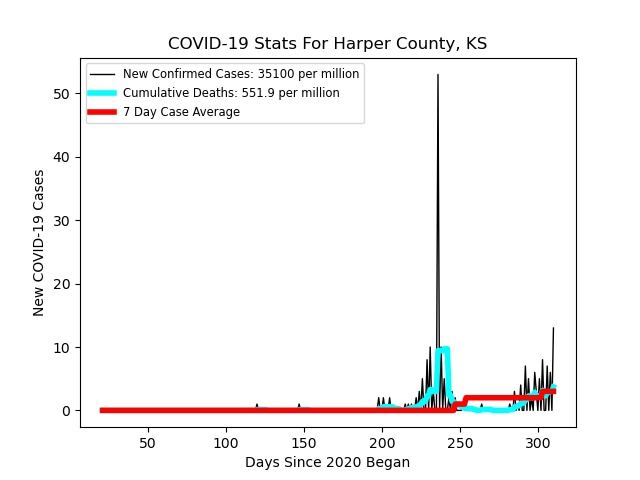 COVID-19 Stats For Harper County, KS
New Confirmed Cases: 35100 per million
Cumulative Deaths: 551.9 per million
7 Day Case Average
New COVID-19 Cases
50
40
30
20
10
0
50 100 150 200 250 300
Days Since 2020 Began